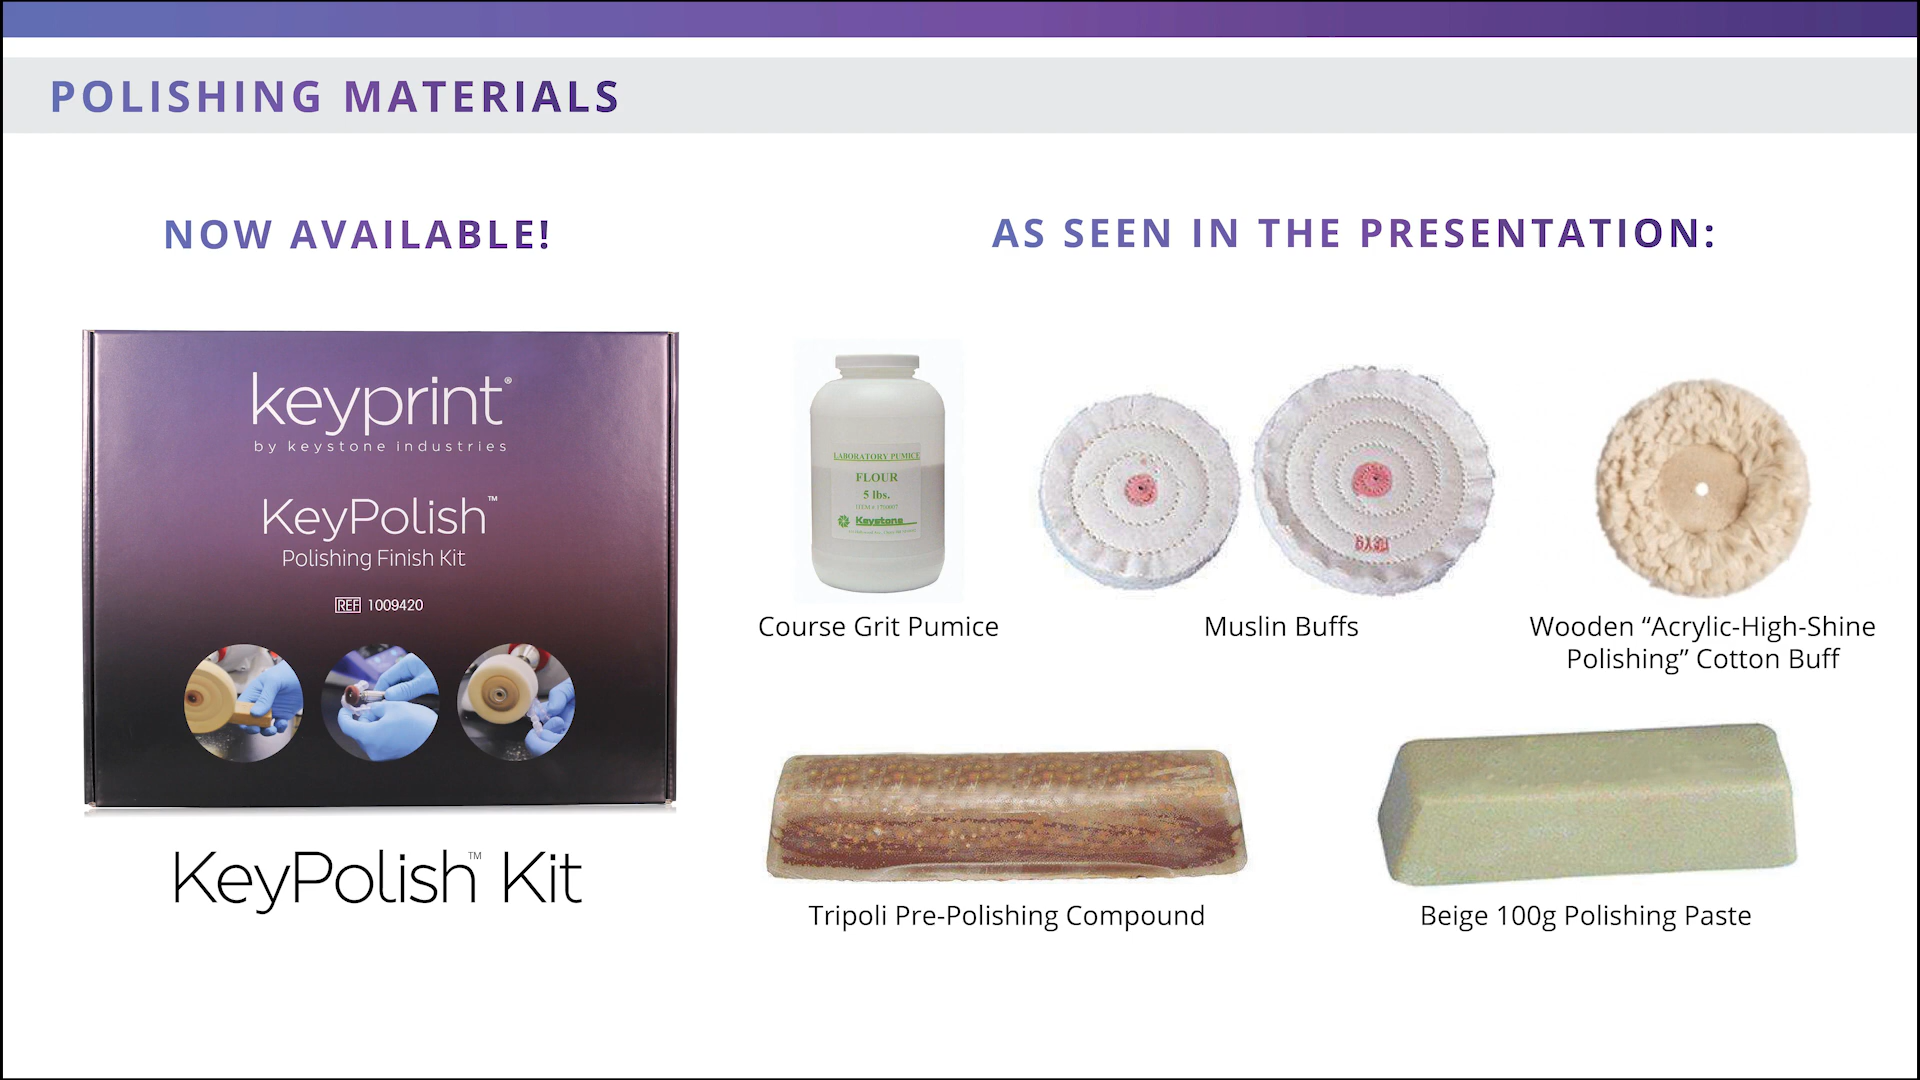 POLISHING MATERIALS
NOW AVAILABLE!
keyprint®
by keystone industries
KeyPolish™
Polishing Finish Kit
REF 1009420
KeyPolish™ Kit
AS SEEN IN THE PRESENTATION:
LABORATORY PUMICE
FLOUR
5 lbs.
Keystone
Course Grit Pumice
Muslin Buffs
Wooden “Acrylic-High-Shine
Polishing” Cotton Buff
Tripoli Pre-Polishing Compound
Beige 100g Polishing Paste